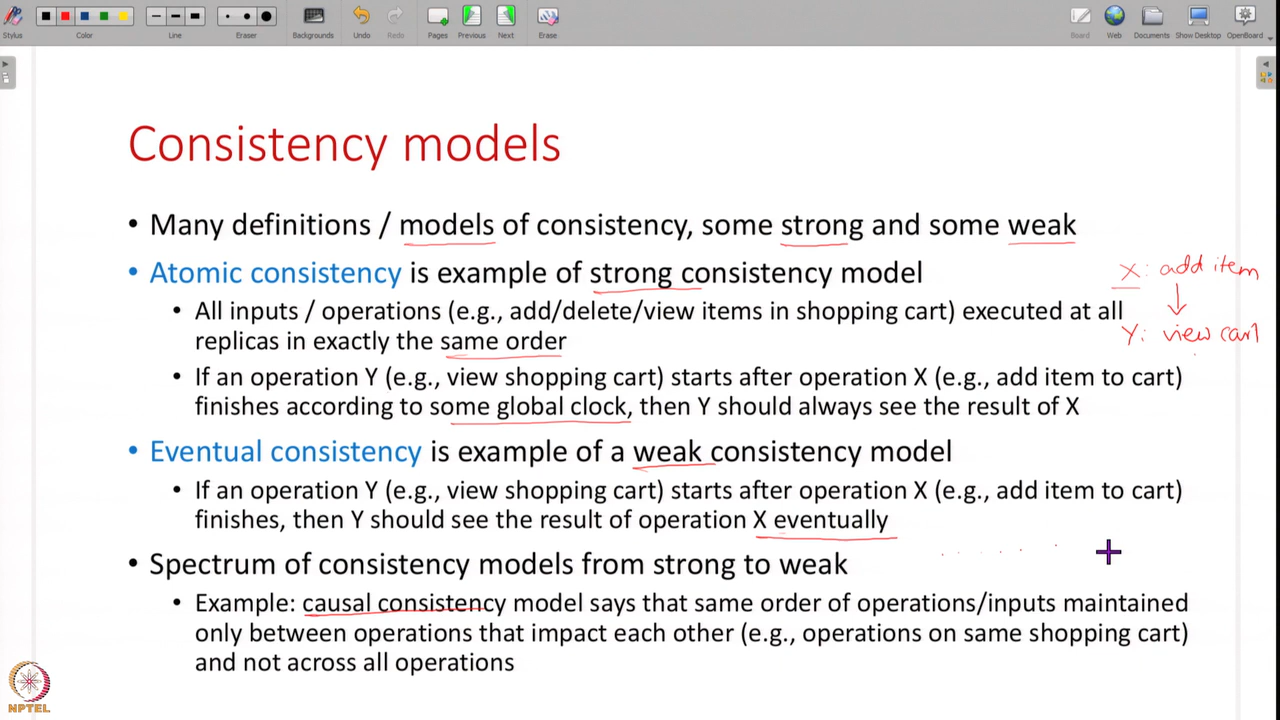 Stylus
Color
Line
Eraser
Backgrounds
Undo
Redo
Pages
Previous
Next
Erase
Board
Web
Documents
Show Desktop
OpenBoard
Consistency models
• Many definitions / models of consistency, some strong and some weak
• Atomic consistency is example of strong consistency model
X: add item
• All inputs / operations (e.g., add/delete/view items in shopping cart) executed at all
replicas in exactly the same order
Y: view cart
• If an operation Y (e.g., view shopping cart) starts after operation X (e.g., add item to cart)
finishes according to some global clock, then Y should always see the result of X
• Eventual consistency is example of a weak consistency model
• If an operation Y (e.g., view shopping cart) starts after operation X (e.g., add item to cart)
finishes, then Y should see the result of operation X eventually
• Spectrum of consistency models from strong to weak
• Example: causal consistency model says that same order of operations/inputs maintained
only between operations that impact each other (e.g., operations on same shopping cart)
and not across all operations
NPTEL